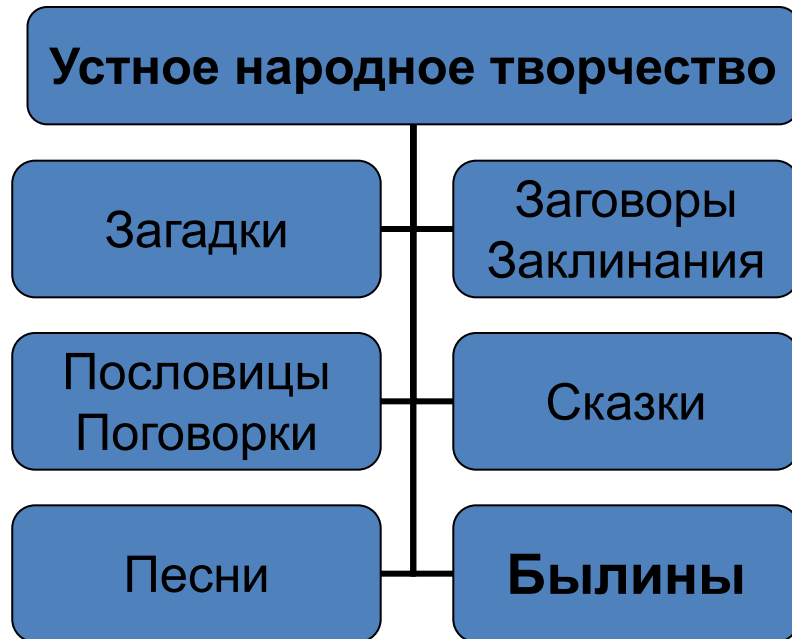 Устное народное творчество
Загадки
Заговоры
Заклинания
Пословицы
Поговорки
Сказки
Песни
Былины